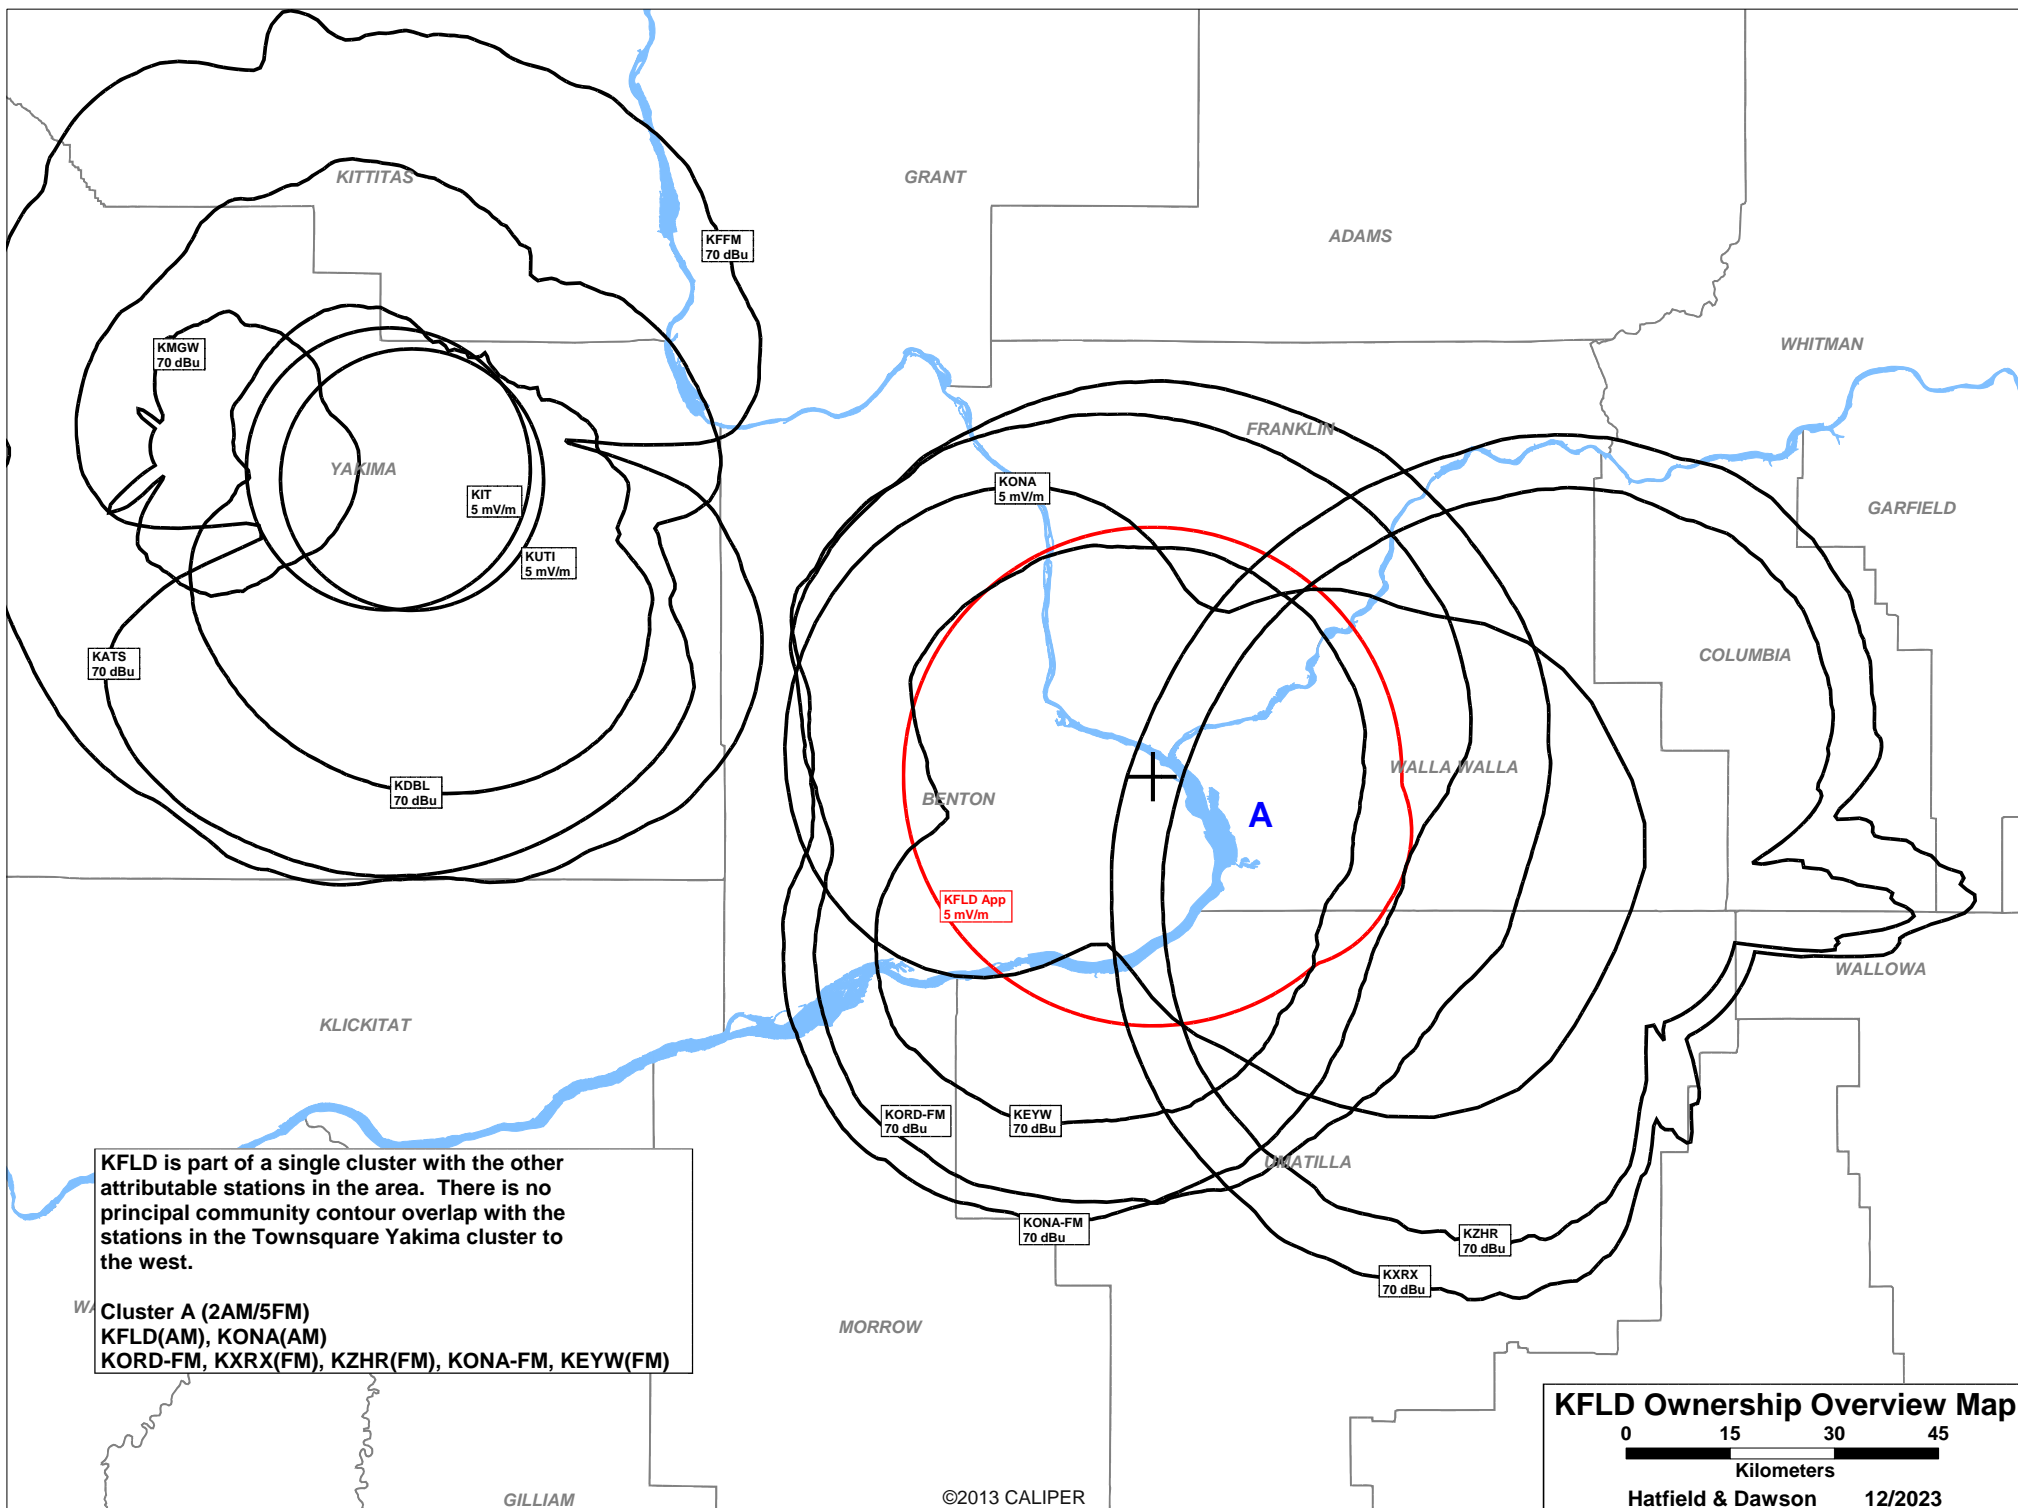 KITTITAS
GRANT
ADAMS
KFFM
70 dBu
KMGW
70 dBu
WHITMAN
FRANKLIN
YAKIMA
KIT
5 mV/m
KONA
5 mV/m
GARFIELD
KUTI
5 mV/m
KATS
70 dBu
COLUMBIA
KDBL
70 dBu
BENTON
WALLA WALLA
A
KFLD App
5 mV/m
WALLOWA
KLICKITAT
KORD-FM
70 dBu
KEYW
70 dBu
UMATILLA
KONA-FM
70 dBu
KZHR
70 dBu
KXRX
70 dBu
KFLD is part of a single cluster with the other
attributable stations in the area.  There is no
principal community contour overlap with the
stations in the Townsquare Yakima cluster to
the west.
WA
Cluster A (2AM/5FM)
KFLD(AM), KONA(AM)
KORD-FM, KXRX(FM), KZHR(FM), KONA-FM, KEYW(FM)
MORROW
GILLIAM
©2013 CALIPER
KFLD Ownership Overview Map
0 15 30 45
Kilometers
Hatfield & Dawson 12/2023